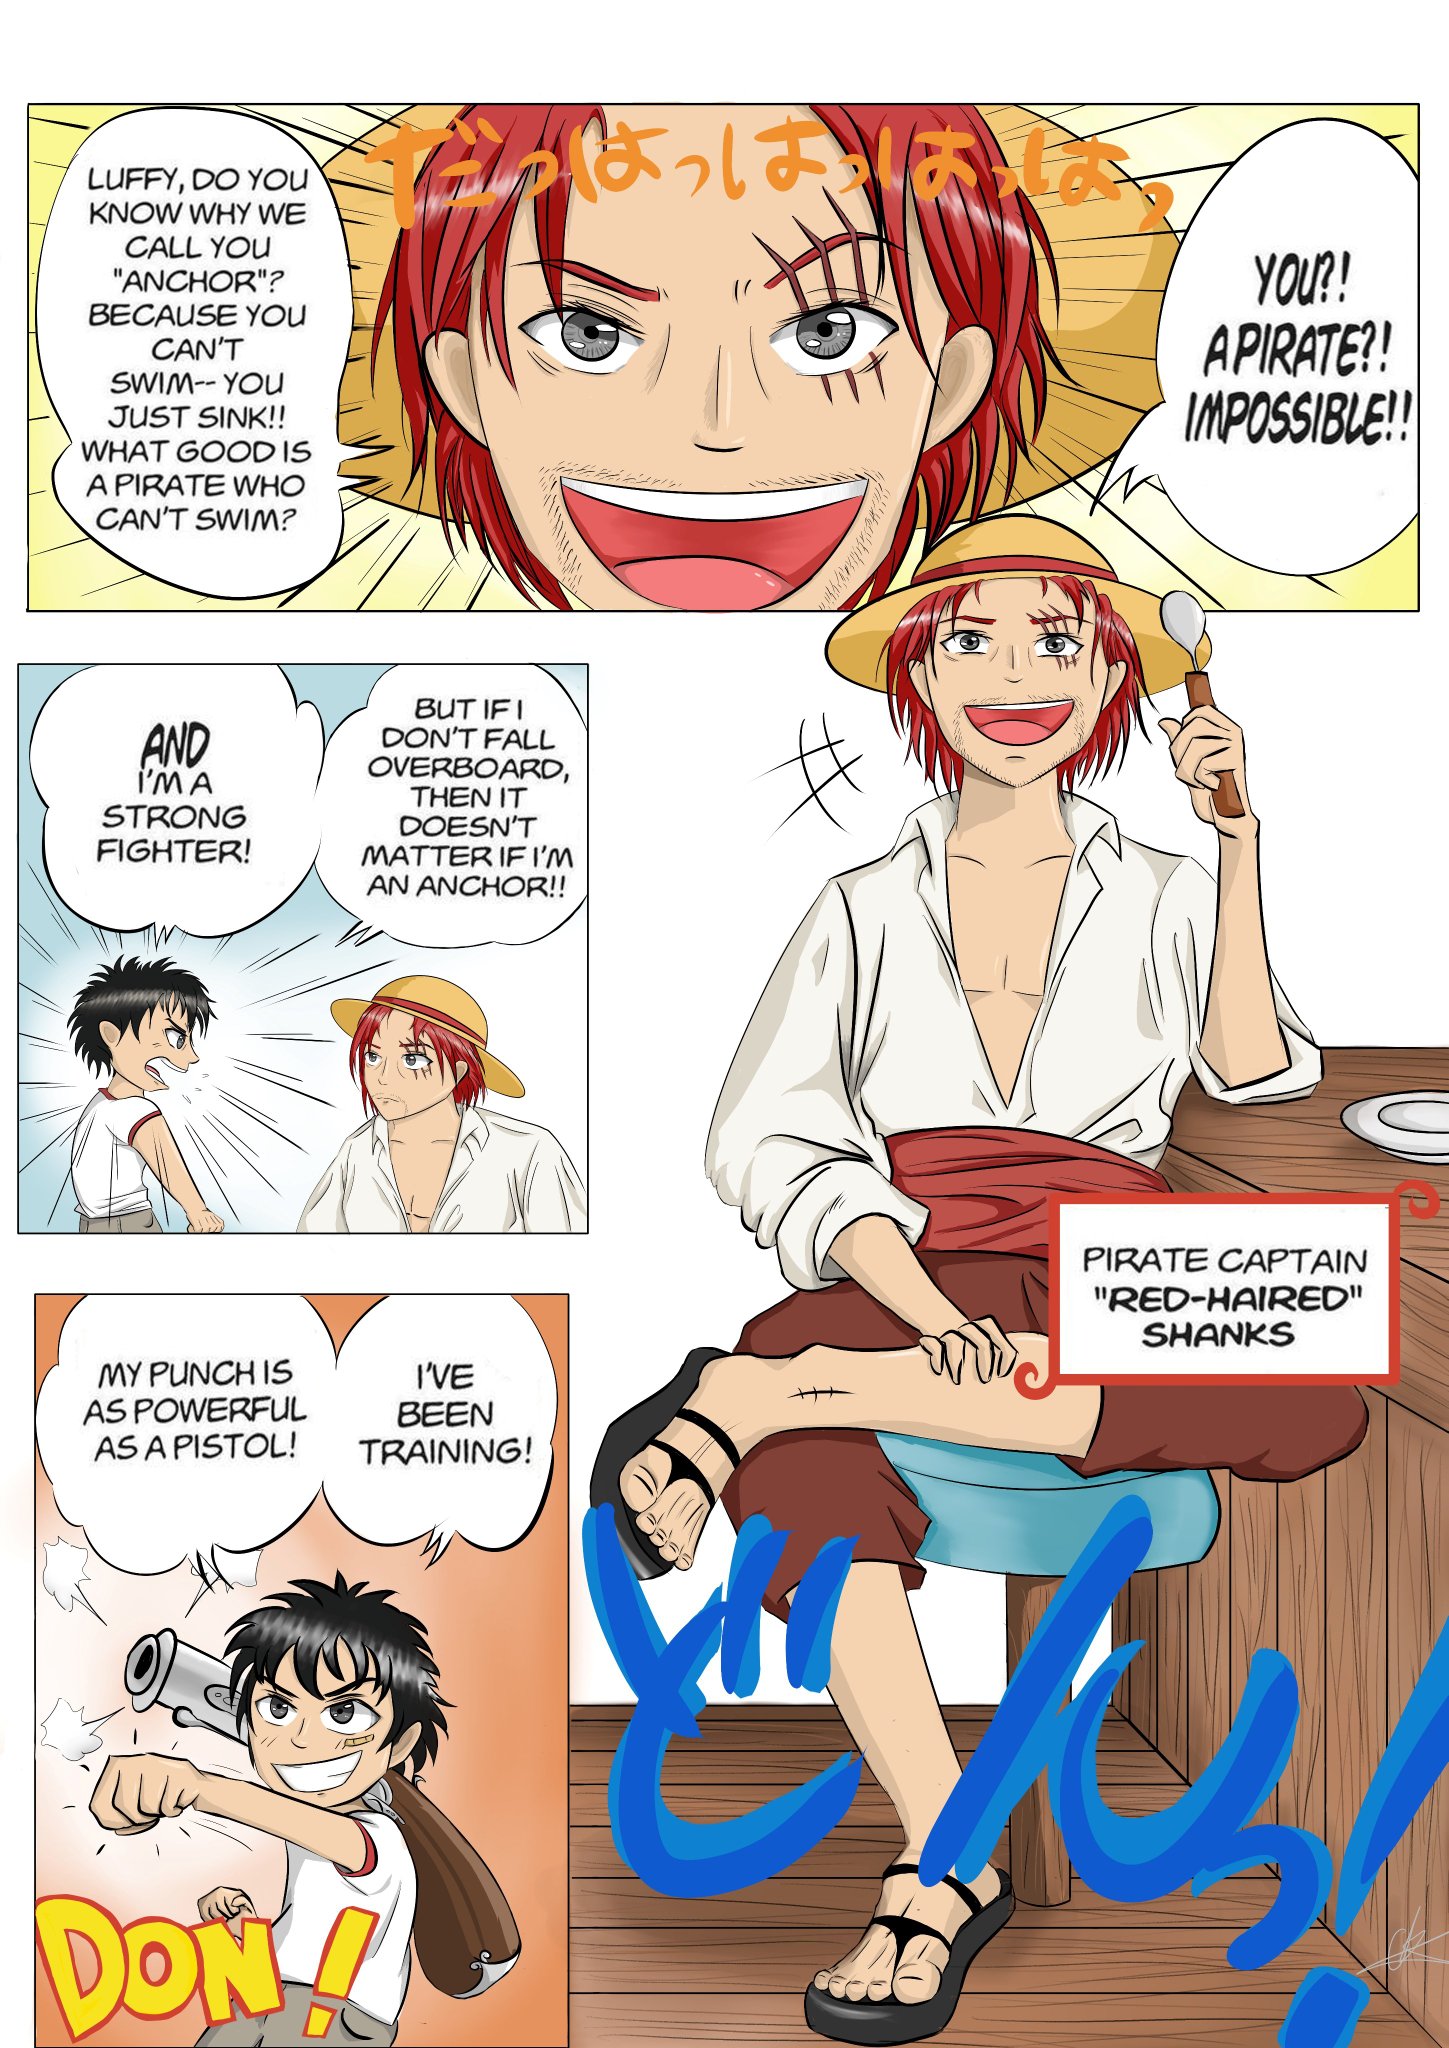 だっはっはっはっはっ
YOU?!
A PIRATE?!
IMPOSSIBLE!!
LUFFY, DO YOU
KNOW WHY WE
CALL YOU
"ANCHOR"?
BECAUSE YOU
CAN'T
SWIM-- YOU
JUST SINK!!
WHAT GOOD IS
A PIRATE WHO
CAN'T SWIM?
PIRATE CAPTAIN
"RED-HAIRED"
SHANKS
どんっ!
BUT IF I
DON'T FALL
OVERBOARD,
THEN IT
DOESN'T
MATTER IF I'M
AN ANCHOR!!
AND
I'M A
STRONG
FIGHTER!
I'VE
BEEN
TRAINING!
MY PUNCH IS
AS POWERFUL
AS A PISTOL!
DON!